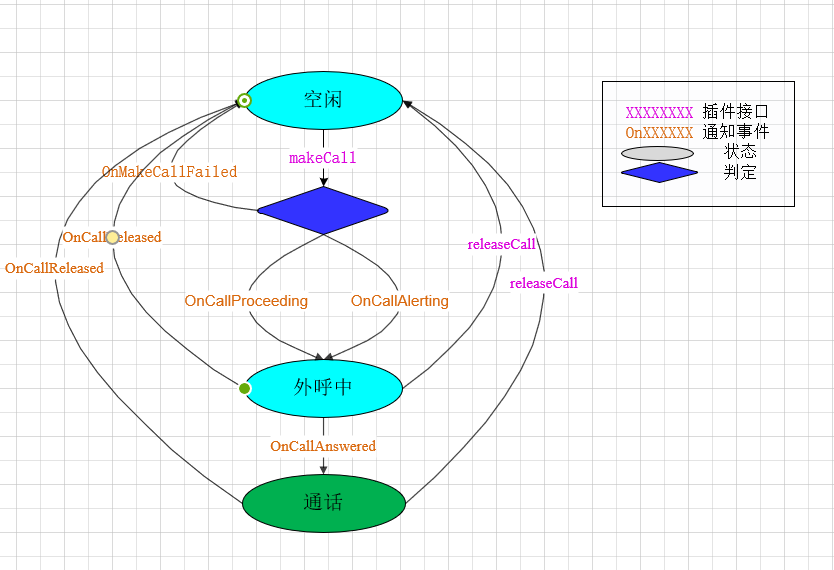 空闲
XXXXXXXX 插件接口
OnXXXXXX 通知事件
状态
判定
makeCall
OnMakeCallFailed
OnCallReleased
releaseCall
OnCallReleased
releaseCall
OnCallProceeding
OnCallAlerting
外呼中
OnCallAnswered
通话